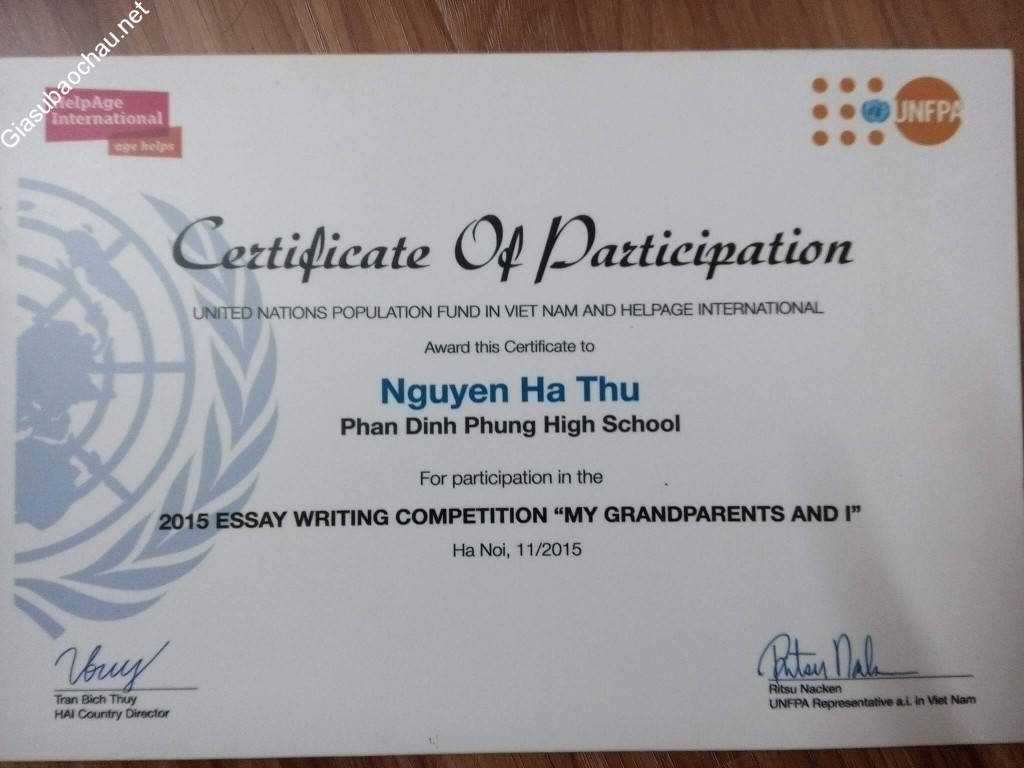 Giasubaochau.net
HelpAge
International
age helps
UNFPA
Certificate Of Participation
UNITED NATIONS POPULATION FUND IN VIET NAM AND HELPAGE INTERNATIONAL
Award this Certificate to
Nguyen Ha Thu
Phan Dinh Phung High School
For participation in the
2015 ESSAY WRITING COMPETITION “MY GRANDPARENTS AND I”
Ha Noi, 11/2015
Tran Bich Thuy
HAI Country Director
Ritsu Nacken
UNFPA Representative a.i. in Viet Nam